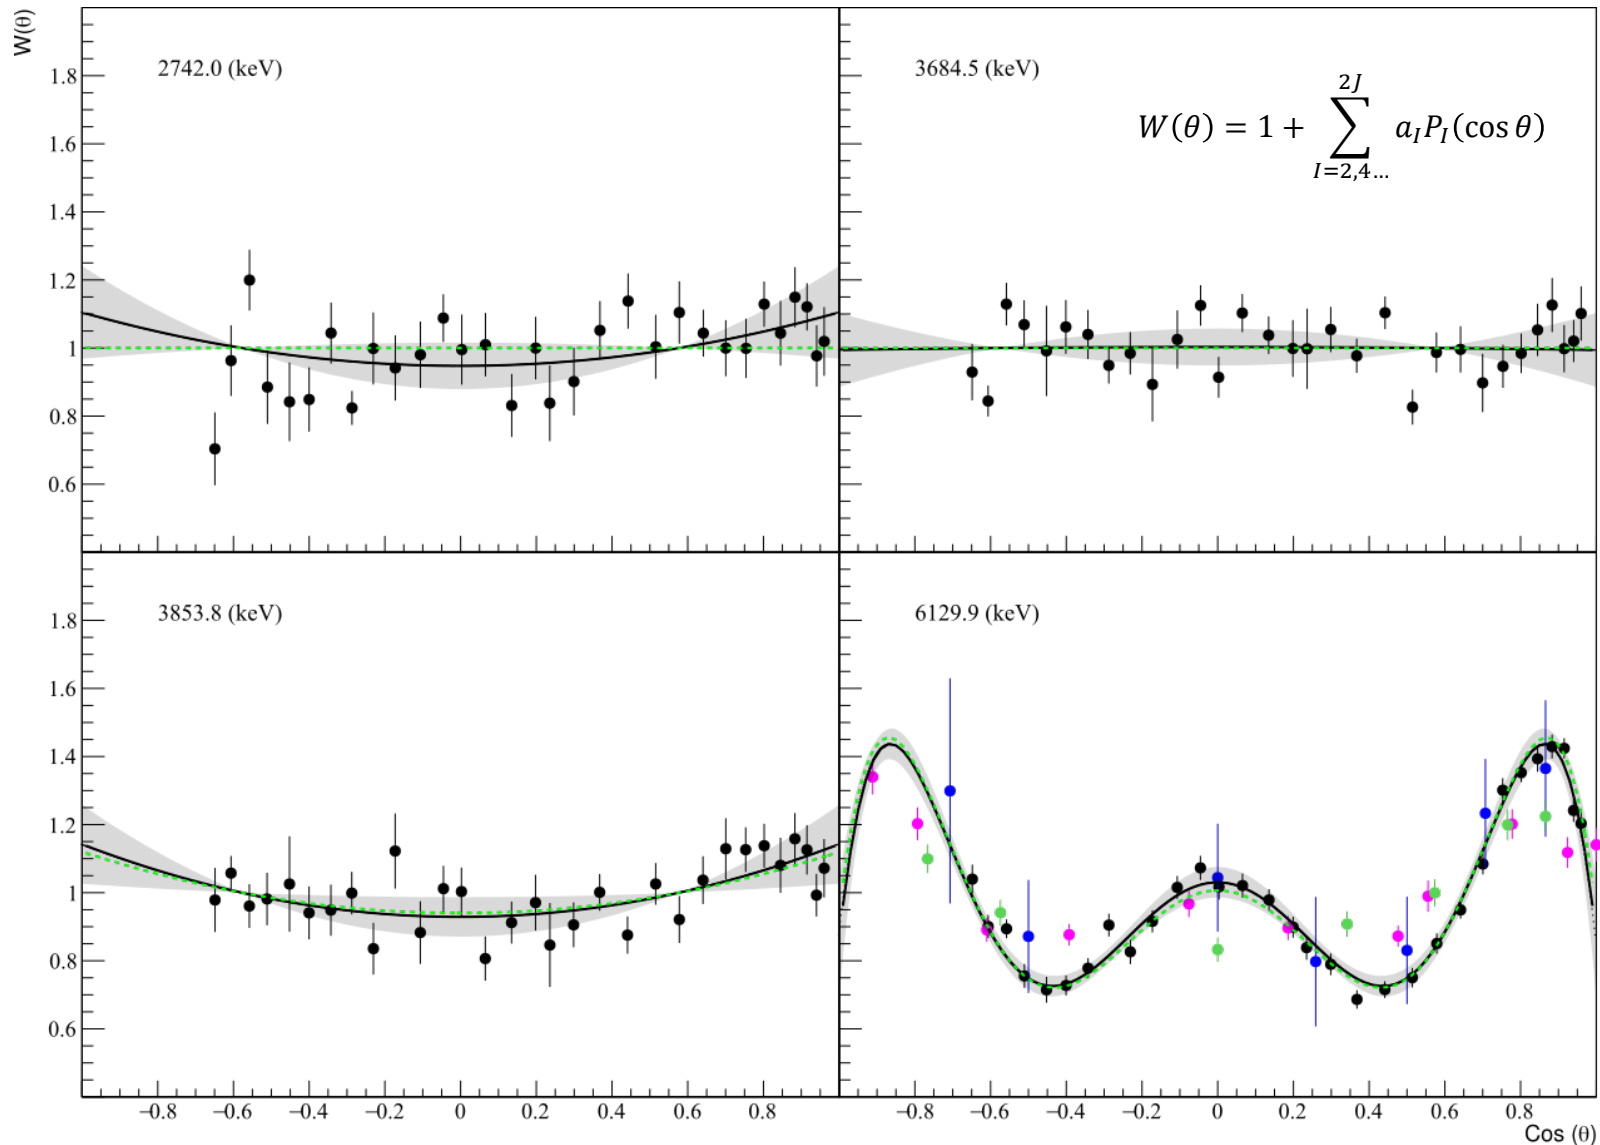 W(θ)
2742.0 (keV)
3684.5 (keV)
W(θ) = 1 + ∑ a_I P_I(cos θ)
2J
I=2,4…
1.8
1.6
1.4
1.2
1
0.8
0.6
3853.8 (keV)
6129.9 (keV)
1.8
1.6
1.4
1.2
1
0.8
0.6
−0.8 −0.6 −0.4 −0.2 0 0.2 0.4 0.6 0.8
−0.8 −0.6 −0.4 −0.2 0 0.2 0.4 0.6 0.8
Cos (θ)